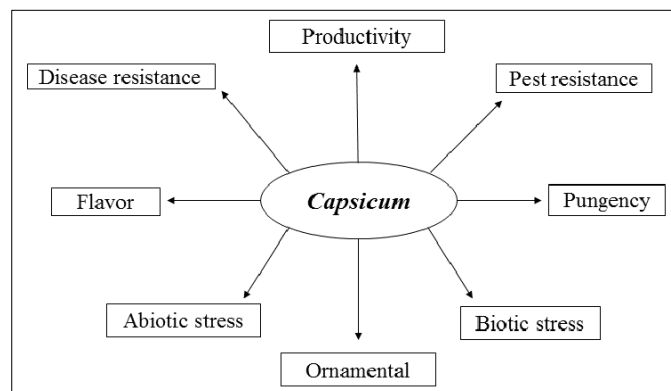 Productivity
Disease resistance
Pest resistance
Flavor
Capsicum
Pungency
Abiotic stress
Biotic stress
Ornamental